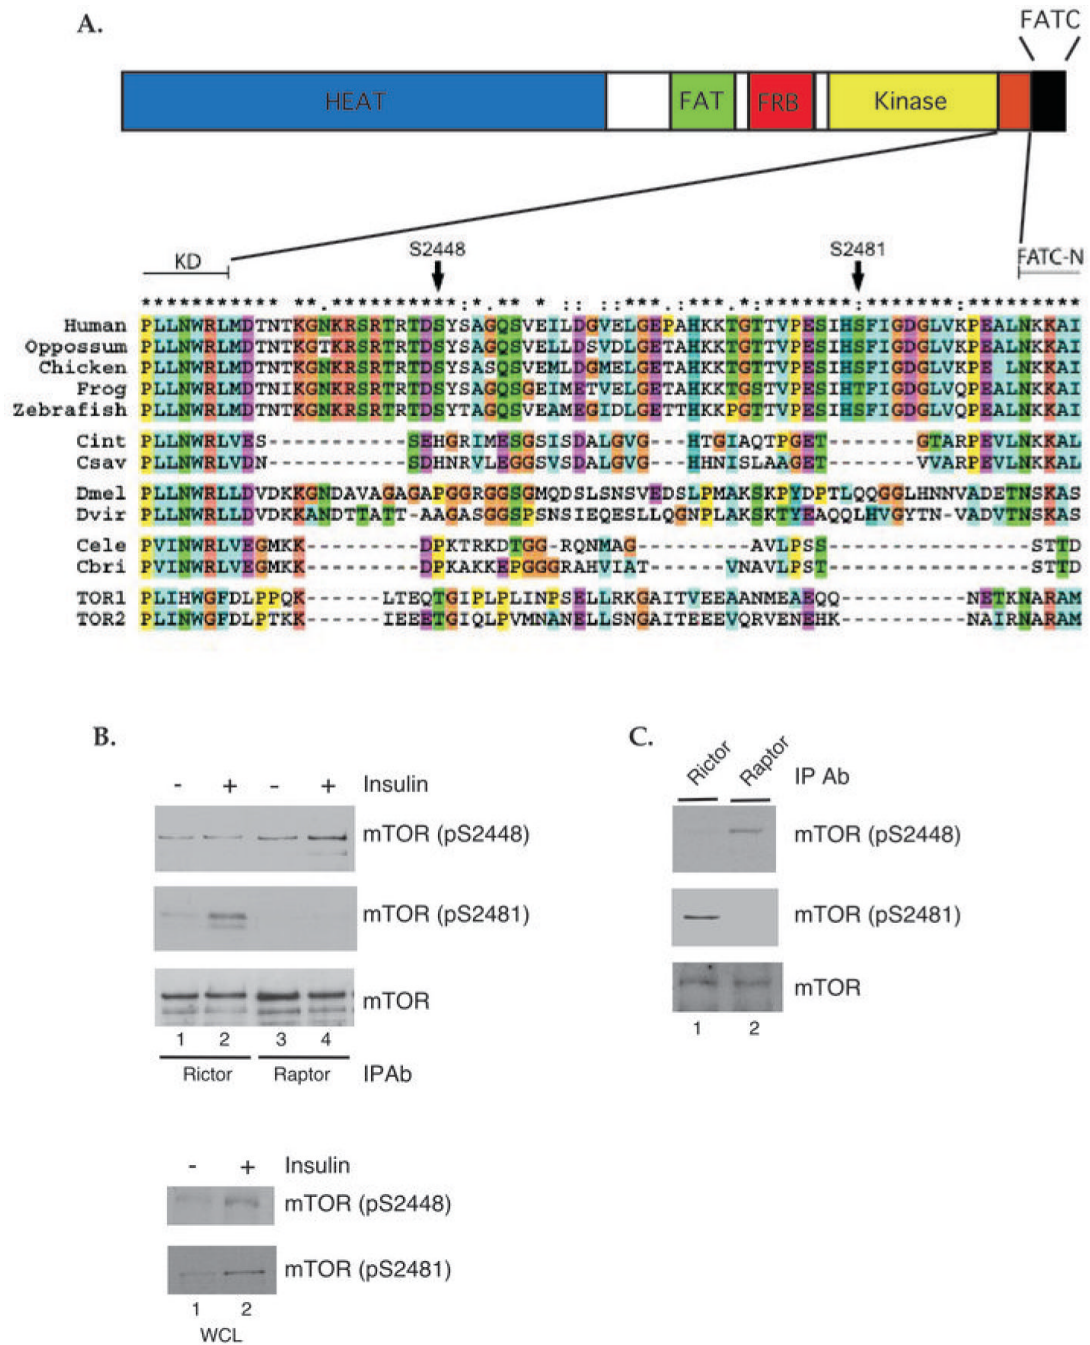 A.
FATC
HEAT FAT FRB Kinase
KD S2448 S2481 FATC-N
Human PLLNWRLMDTNTKGNKRSRTRTDSYSAGQSVEILDGVELGEPAHKKTGTTVPESIHSFIGDGLVKPEALNKKAI
Oppossum PLLNWRLMDTNTKGTKRSRTRTDSYSAGQSVELLDSVDLGETAHKKTGTTVPESIHSFIGDGLVKPEALNKKAI
Chicken PLLNWRLMDTNTKGNKRSRTRTDSYSASQSVEMLDGVELGETAHKKTGTTVPESIHSFIGDGLVKPEA LNKKAI
Frog PLLNWRLMDTNIKGNKRSRTRTDSYSAGQSGEIMETVELGETAHKKTGSTVPESIHTFIGDGLVQPEALNKKAI
Zebrafish PLLNWRLMDTNTKGNKRSRTRTDSYTAGQSVEAMEGIDLGETTHKKPGTTVPESIHSFIGDGLVQPEALNKKAI
Cint PLLNWRLVES------------SEHGRIMESGSISDALGVG---HTGIAQTPGET-------GTARPEVLNKKAL
Csav PLLNWRLVDN------------SDHNRVLEGGSVSDALGVG---HHNISLAAGET-------VVARPEVLNKKAL
Dmel PLLNWRLLDVDKKGNDAVAGAGAPGGRGGSGMQDSLSNSVEDSLPMAKSKPYDPTLQQGGLHNNVADETNSKAS
Dvir PLLNWRLLDVDKKANDTTATT-AAGASGGSPSNSIEQESLLQGNPLAKSKTYEAQQLHVGYTN-VADVTNSKAS
Cele PVINWRLVEGMKK---------DPKTRKDTGG-RQNMAG---------AVLPSS----------------STTD
Cbri PVINWRLVEGMKK---------DPKAKKEPGGGRAHVIAT------VNAVLPST----------------STTD
TOR1 PLIHWGFDLPPQK------LTEQTGIPLPLINPSELLRKGAITVEEAANMEAEQQ----------NETKNARAM
TOR2 PLINWGFDLPTKK------IEEETGIQLPVMNANELLSNGAITEEEVQRVENEHK----------NAIRNARAM
B.
- + - + Insulin
mTOR (pS2448)
mTOR (pS2481)
mTOR
1 2 3 4
Rictor Raptor IPAb
- + Insulin
mTOR (pS2448)
mTOR (pS2481)
1 2
WCL
C.
Rictor Raptor IP Ab
mTOR (pS2448)
mTOR (pS2481)
mTOR
1 2